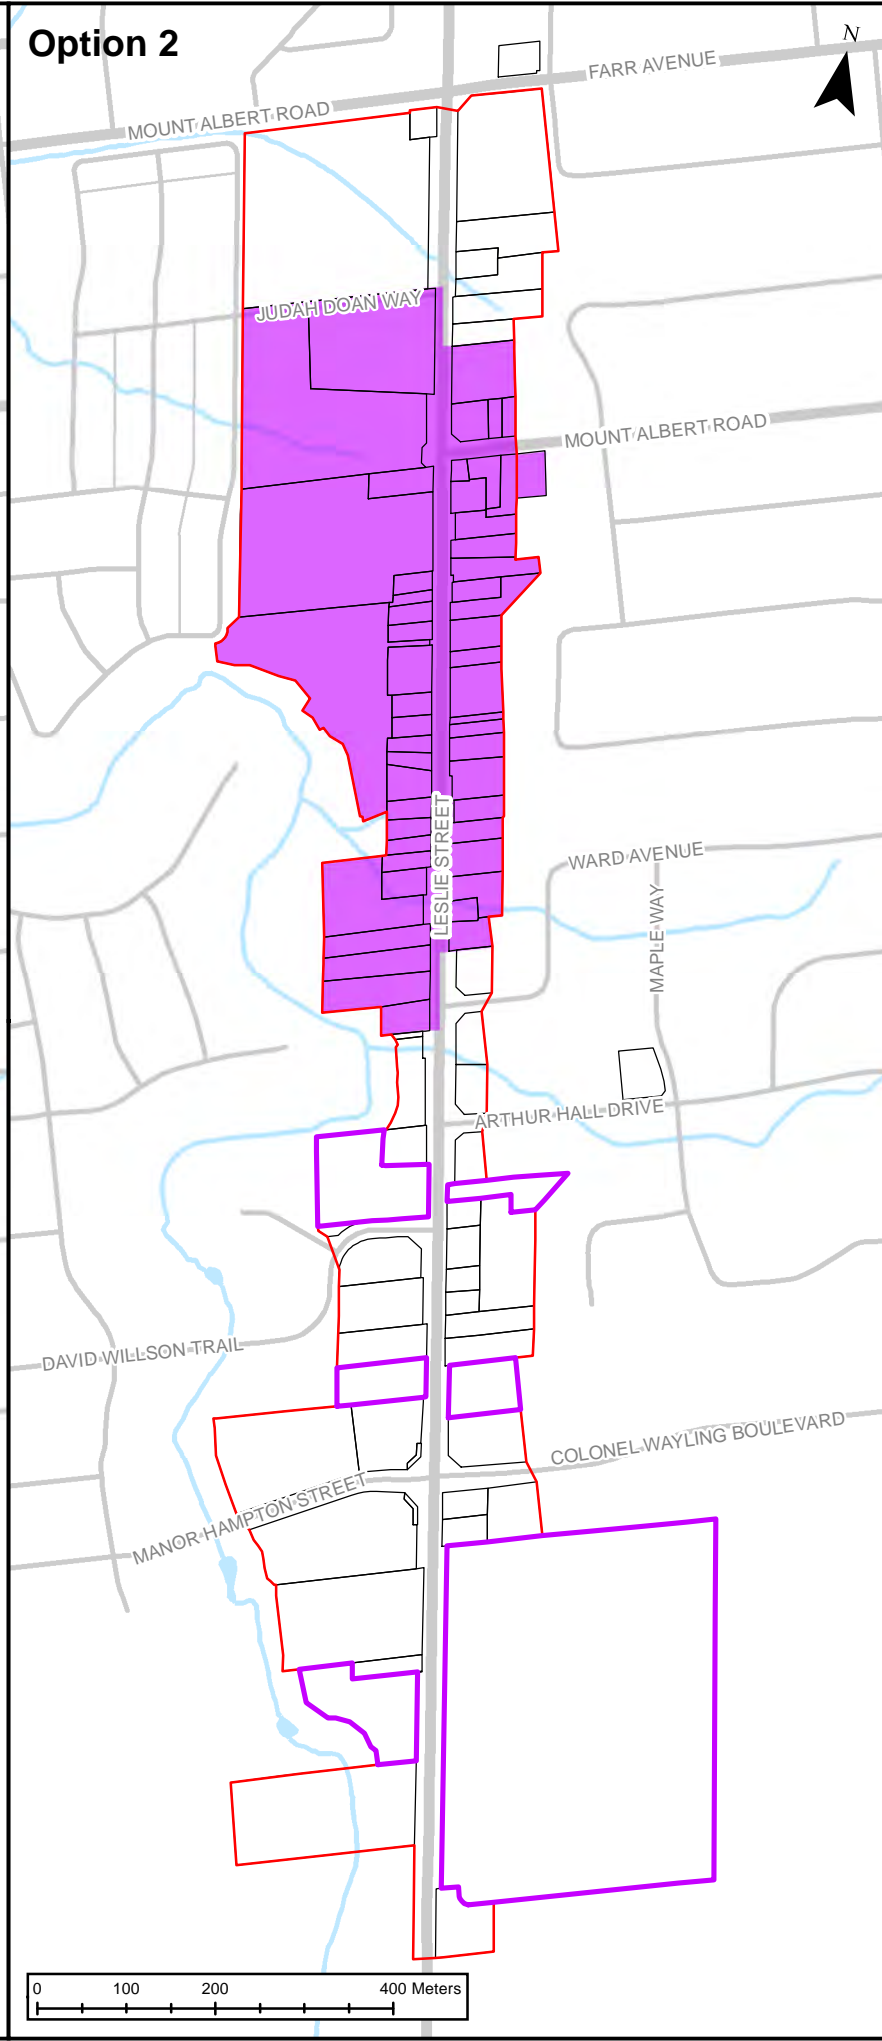 Option 2
N
FARR AVENUE
MOUNT ALBERT ROAD
JUDAH DOAN WAY
MOUNT ALBERT ROAD
LESLIE STREET
WARD AVENUE
MAPLE WAY
ARTHUR HALL DRIVE
DAVID WILLSON TRAIL
COLONEL WAYLING BOULEVARD
MANOR HAMPTON STREET
0 100 200 400 Meters